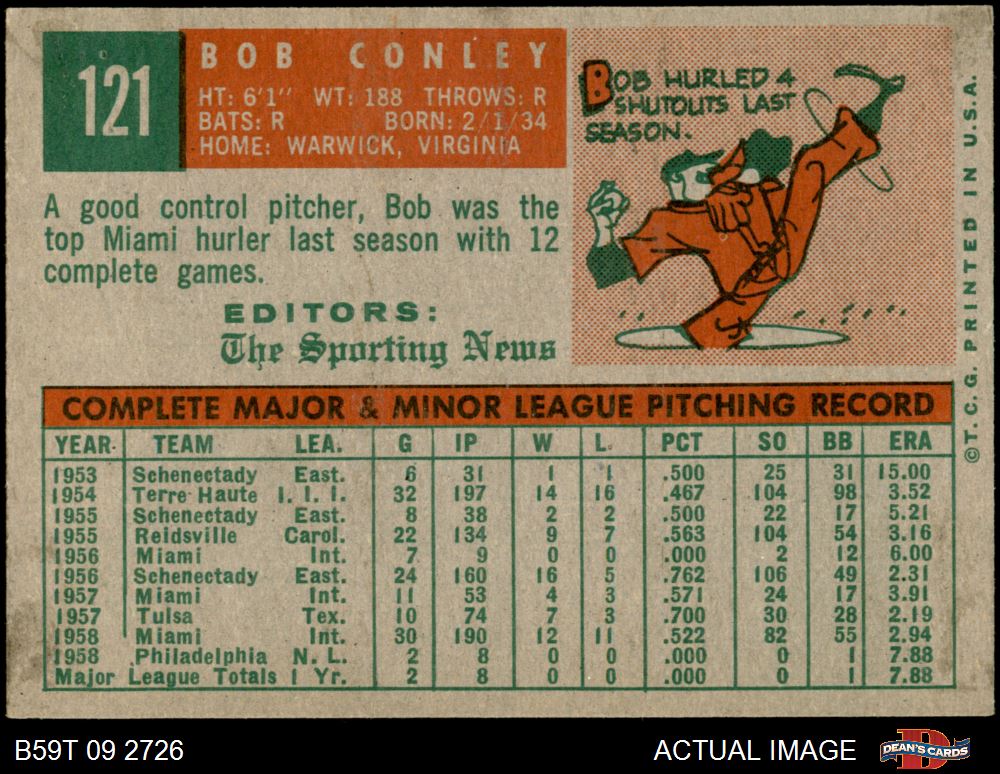 121
BOB CONLEY
HT: 6'1" WT: 188 THROWS: R
BATS: R BORN: 2/1/34
HOME: WARWICK, VIRGINIA
A good control pitcher, Bob was the
top Miami hurler last season with 12
complete games.
EDITORS:
The Sporting News
BOB HURLED 4
SHUTOUTS LAST
SEASON.
©T. C. G. PRINTED IN U.S.A.
COMPLETE MAJOR & MINOR LEAGUE PITCHING RECORD
YEAR TEAM LEA. G IP W L. PCT SO BB ERA
1953 Schenectady East. 6 31 1 1 .500 25 31 15.00
1954 Terre Haute I. I. I. 32 197 14 16 .467 104 98 3.52
1955 Schenectady East. 8 38 2 2 .500 22 17 5.21
1955 Reidsville Carol. 22 134 9 7 .563 104 54 3.16
1956 Miami Int. 7 9 0 0 .000 2 12 6.00
1956 Schenectady East. 24 160 16 5 .762 106 49 2.31
1957 Miami Int. 11 53 4 3 .571 24 17 3.91
1957 Tulsa Tex. 10 74 7 3 .700 30 28 2.19
1958 Miami Int. 30 190 12 11 .522 82 55 2.94
1958 Philadelphia N. L. 2 8 0 0 .000 0 1 7.88
Major League Totals 1 Yr. 2 8 0 0 .000 0 1 7.88
B59T 09 2726 ACTUAL IMAGE DEAN'S CARDS